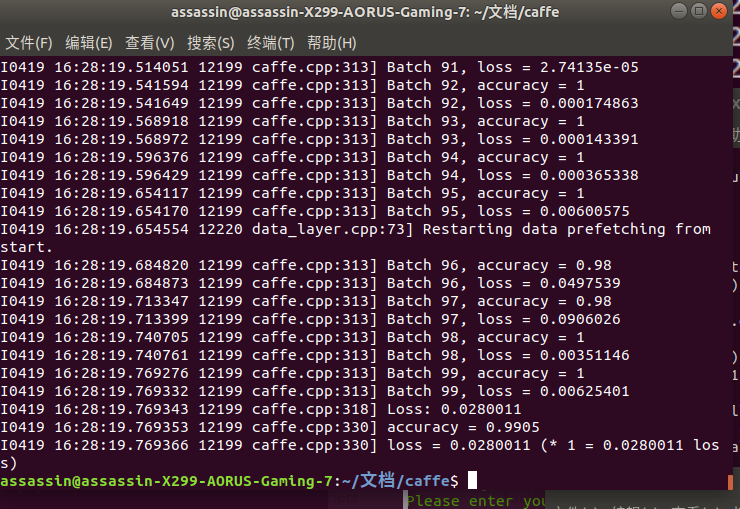 assassin@assassin-X299-AORUS-Gaming-7: ~/文档/caffe
文件(F) 编辑(E) 查看(V) 搜索(S) 终端(T) 帮助(H)
I0419 16:28:19.514051 12199 caffe.cpp:313] Batch 91, loss = 2.74135e-05
I0419 16:28:19.541594 12199 caffe.cpp:313] Batch 92, accuracy = 1
I0419 16:28:19.541649 12199 caffe.cpp:313] Batch 92, loss = 0.000174863
I0419 16:28:19.568918 12199 caffe.cpp:313] Batch 93, accuracy = 1
I0419 16:28:19.568972 12199 caffe.cpp:313] Batch 93, loss = 0.000143391
I0419 16:28:19.596376 12199 caffe.cpp:313] Batch 94, accuracy = 1
I0419 16:28:19.596429 12199 caffe.cpp:313] Batch 94, loss = 0.000365338
I0419 16:28:19.654117 12199 caffe.cpp:313] Batch 95, accuracy = 1
I0419 16:28:19.654170 12199 caffe.cpp:313] Batch 95, loss = 0.00600575
I0419 16:28:19.654554 12220 data_layer.cpp:73] Restarting data prefetching from
start.
I0419 16:28:19.684820 12199 caffe.cpp:313] Batch 96, accuracy = 0.98
I0419 16:28:19.684873 12199 caffe.cpp:313] Batch 96, loss = 0.0497539
I0419 16:28:19.713347 12199 caffe.cpp:313] Batch 97, accuracy = 0.98
I0419 16:28:19.713399 12199 caffe.cpp:313] Batch 97, loss = 0.0906026
I0419 16:28:19.740705 12199 caffe.cpp:313] Batch 98, accuracy = 1
I0419 16:28:19.740761 12199 caffe.cpp:313] Batch 98, loss = 0.00351146
I0419 16:28:19.769276 12199 caffe.cpp:313] Batch 99, accuracy = 1
I0419 16:28:19.769332 12199 caffe.cpp:313] Batch 99, loss = 0.00625401
I0419 16:28:19.769343 12199 caffe.cpp:318] Loss: 0.0280011
I0419 16:28:19.769353 12199 caffe.cpp:330] accuracy = 0.9905
I0419 16:28:19.769366 12199 caffe.cpp:330] loss = 0.0280011 (* 1 = 0.0280011 los
s)
assassin@assassin-X299-AORUS-Gaming-7:~/文档/caffe$
Please enter you